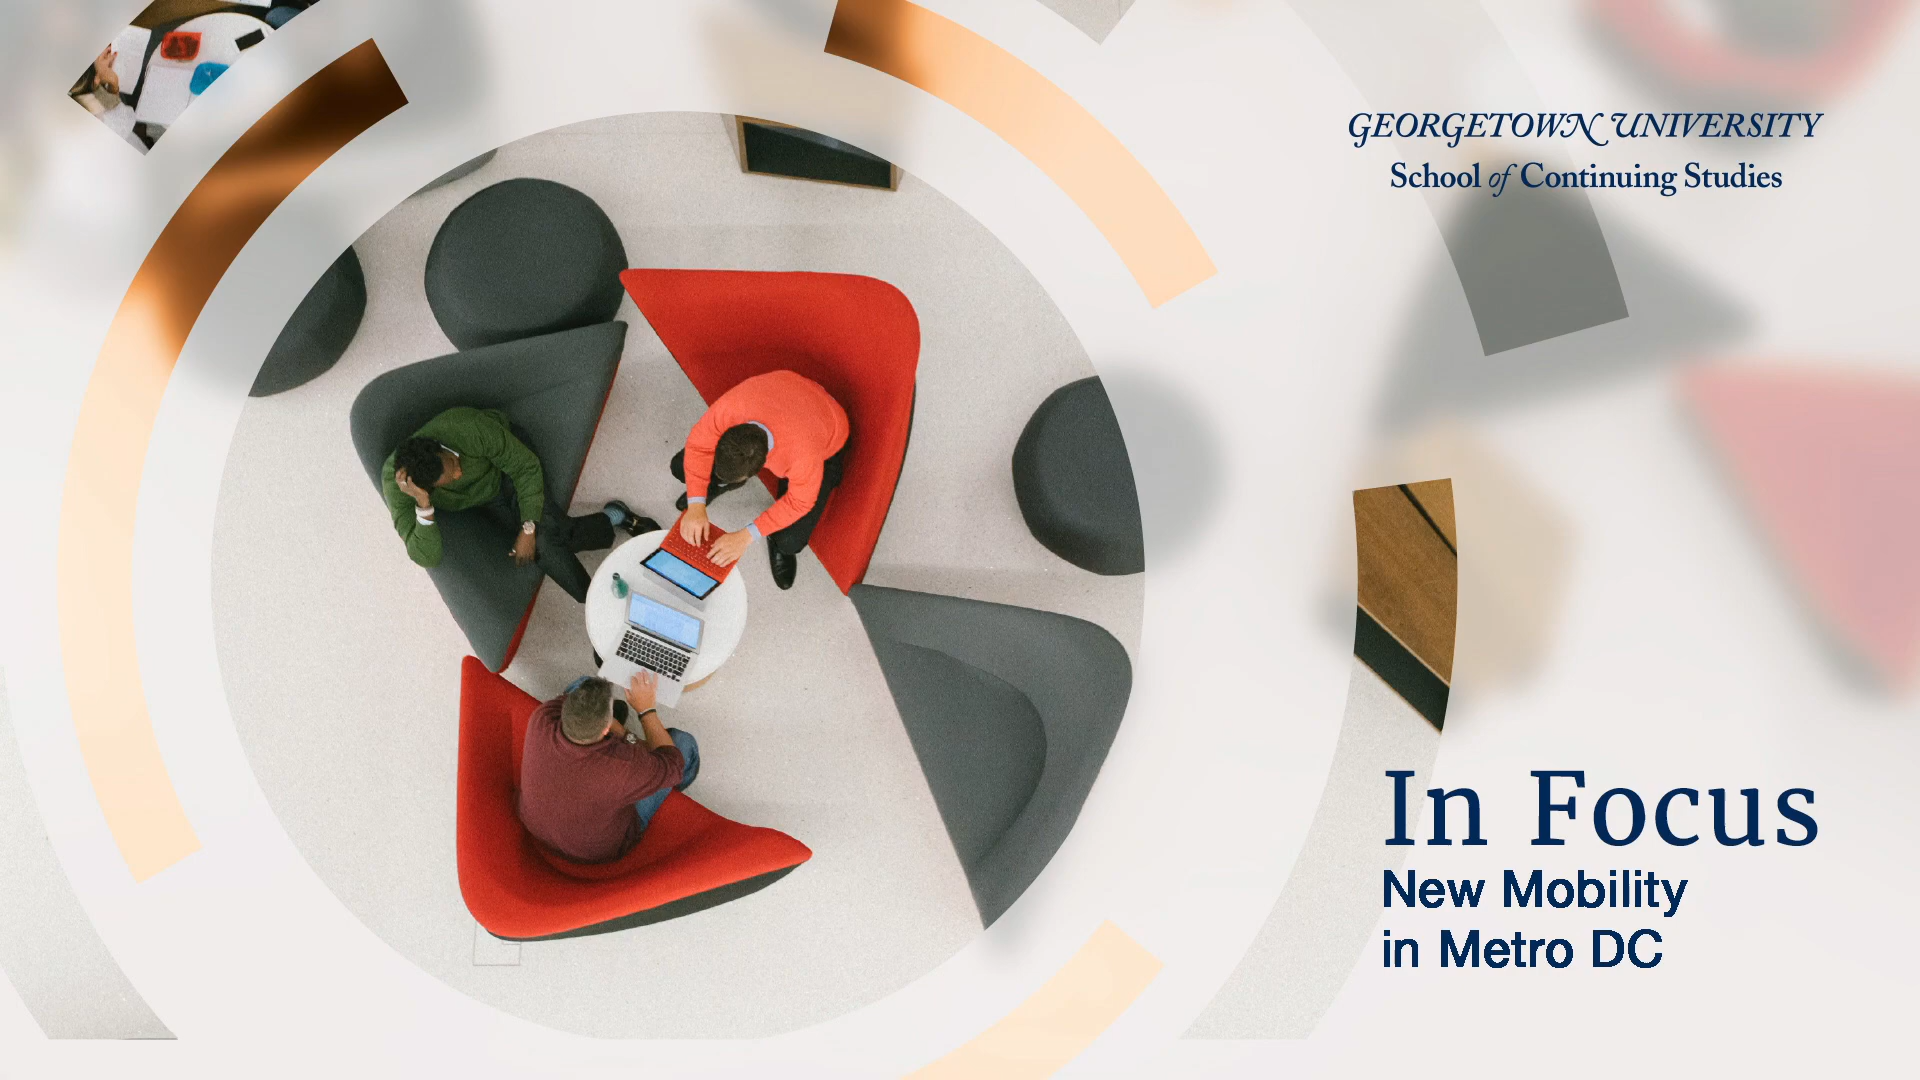 GEORGETOWN UNIVERSITY
School of Continuing Studies
In Focus
New Mobility
in Metro DC